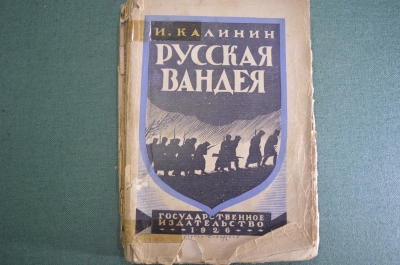 И. КАЛИНИН
РУССКАЯ
ВАНДЕЯ
ГОСУДАРСТВЕННОЕ
ИЗДАТЕЛЬСТВО
1926